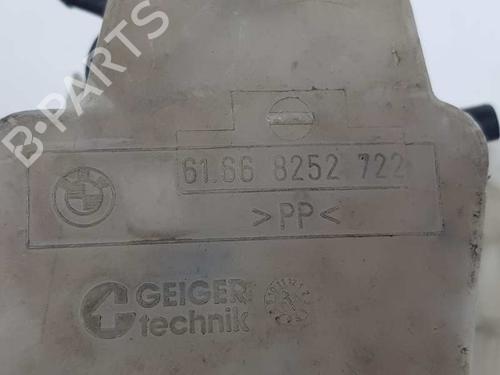 B-PARTS
61.66 8252 722
>PP<
GEIGER
technik